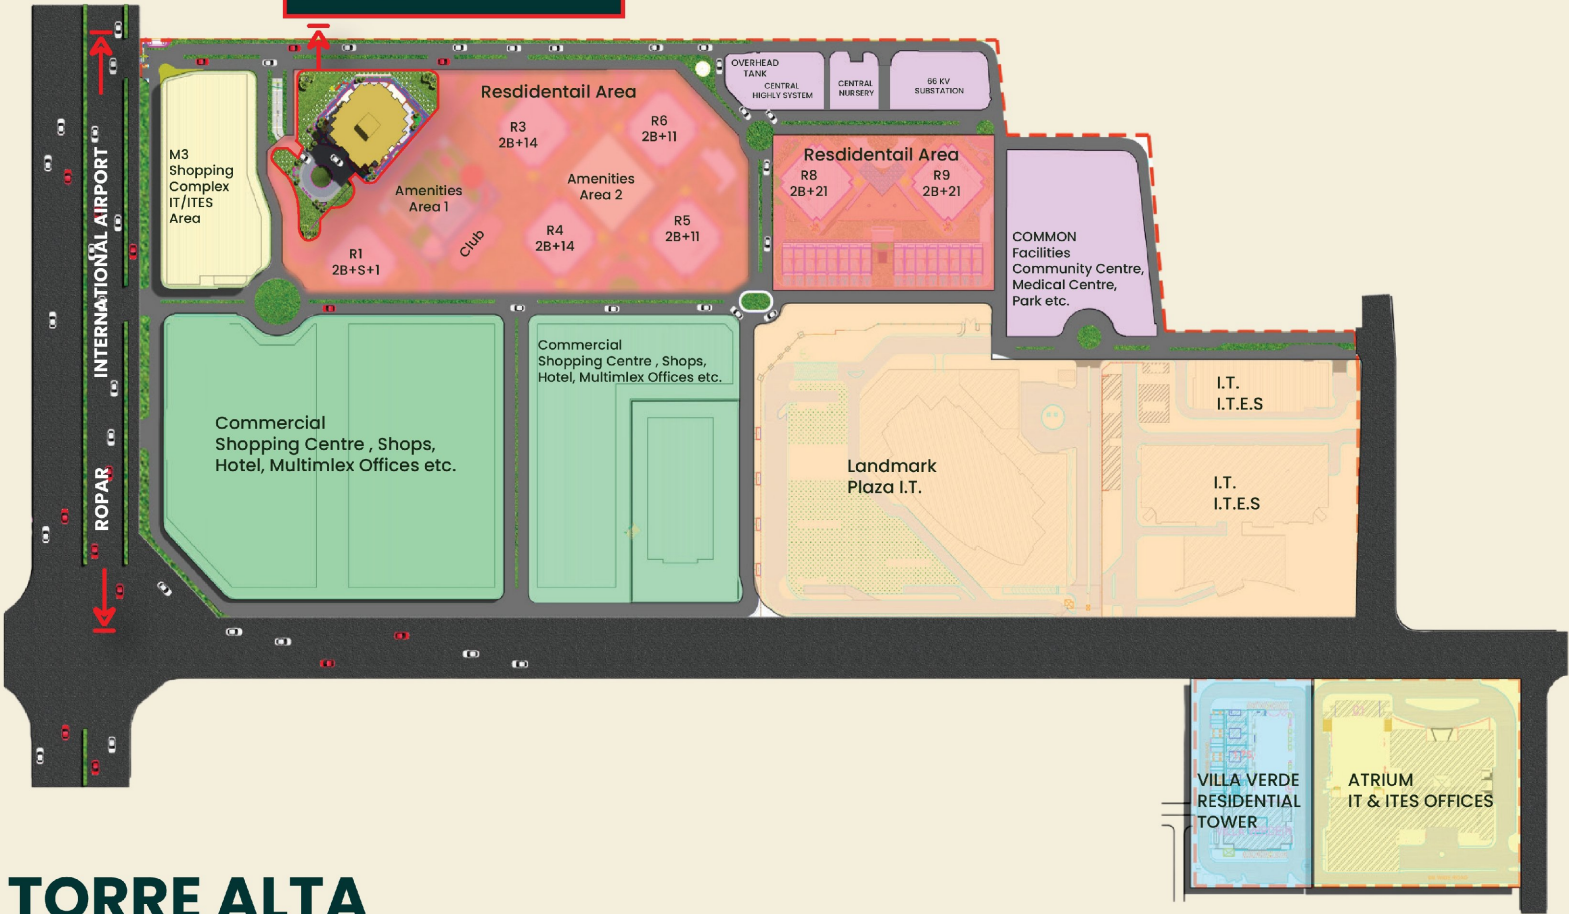 INTERNATIONAL AIRPORT
ROPAR
M3
Shopping
Complex
IT/ITES
Area
Resdidentail Area
R3
2B+14
R6
2B+11
Amenities
Area 1
Amenities
Area 2
Club
R4
2B+14
R5
2B+11
R1
2B+S+1
OVERHEAD
TANK
CENTRAL
HIGHLY SYSTEM
CENTRAL
NURSERY
66 KV
SUBSTATION
Resdidentail Area
R8
2B+21
R9
2B+21
COMMON
Facilities
Community Centre,
Medical Centre,
Park etc.
Commercial
Shopping Centre , Shops,
Hotel, Multimlex Offices etc.
Commercial
Shopping Centre , Shops,
Hotel, Multimlex Offices etc.
Landmark
Plaza I.T.
I.T.
I.T.E.S
I.T.
I.T.E.S
VILLA VERDE
RESIDENTIAL
TOWER
ATRIUM
IT & ITES OFFICES
TORRE ALTA